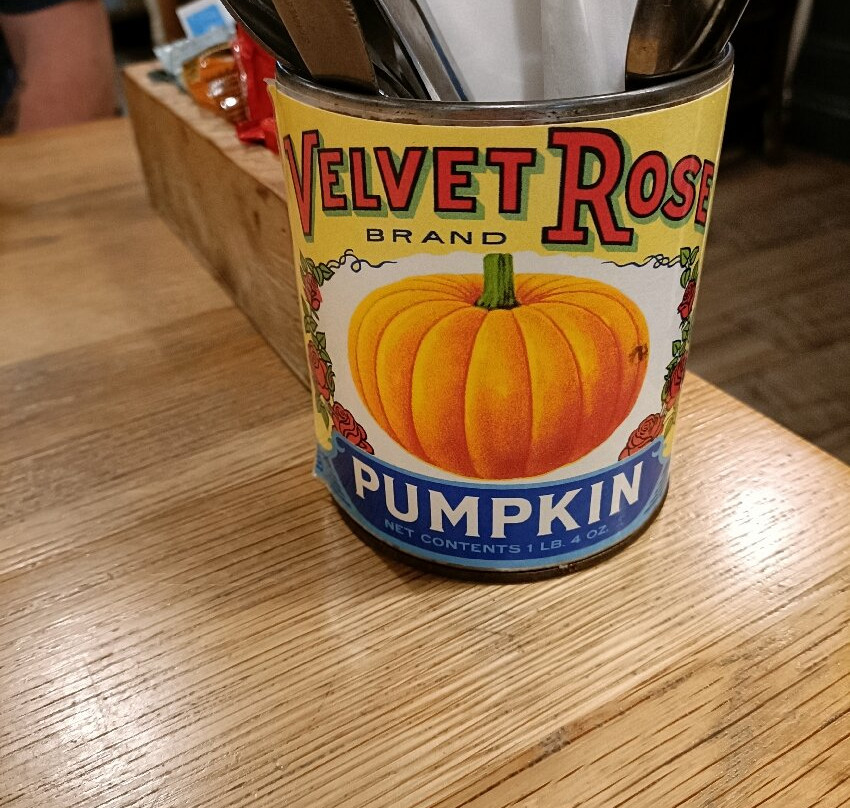 VELVET ROSE
BRAND
PUMPKIN
NET CONTENTS 1 LB. 4 OZ.